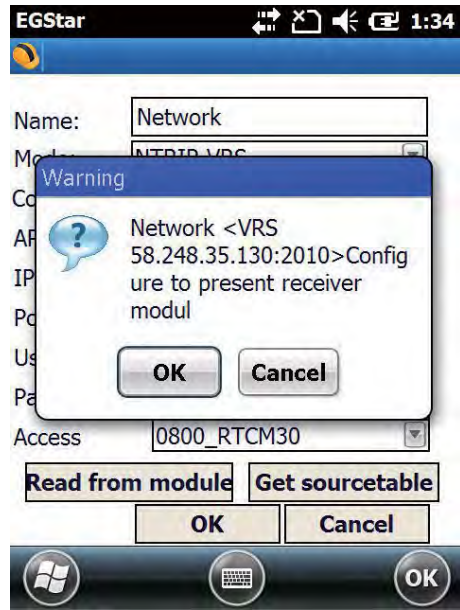 EGStar 1:34
Name: Network
Warning
Network <VRS
58.248.35.130:2010>Config
ure to present receiver
modul
OK Cancel
Access 0800_RTCM30
Read from module Get sourcetable
OK Cancel
OK